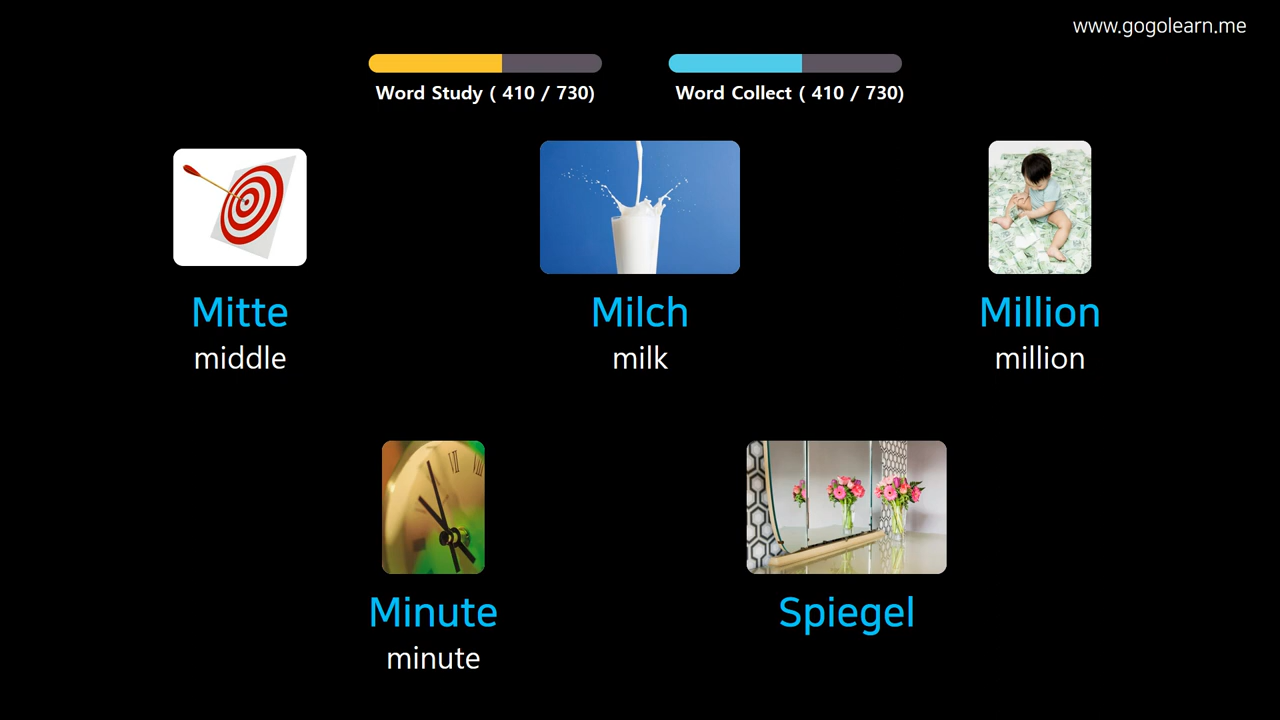 www.gogolearn.me
Word Study ( 410 / 730)
Word Collect ( 410 / 730)
Mitte
middle
Milch
milk
Million
million
Minute
minute
Spiegel